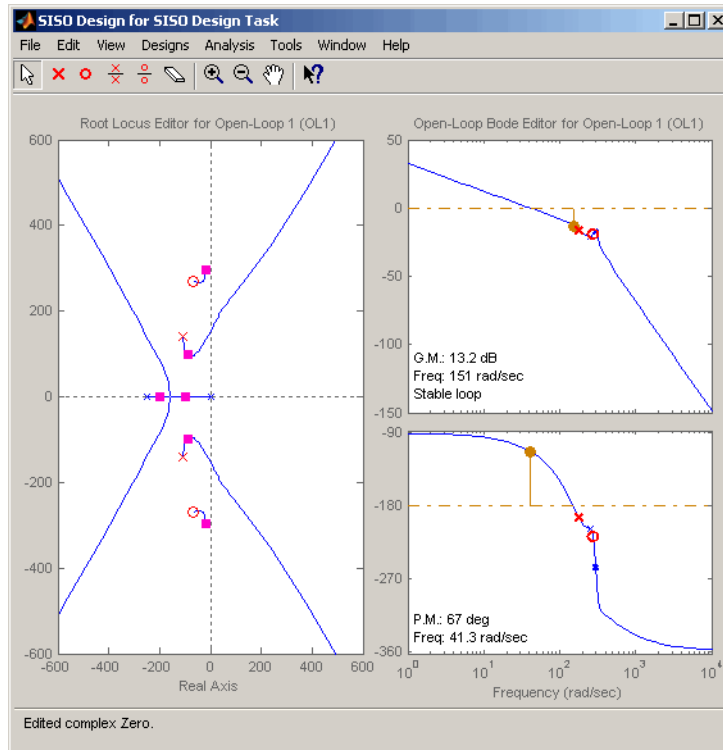 SISO Design for SISO Design Task
File Edit View Designs Analysis Tools Window Help
Root Locus Editor for Open-Loop 1 (OL1)
600
400
200
0
-200
-400
-600
-600 -400 -200 0 200 400 600
Real Axis
Open-Loop Bode Editor for Open-Loop 1 (OL1)
50
0
-50
-100
-150
G.M.: 13.2 dB
Freq: 151 rad/sec
Stable loop
-90
-180
-270
-360
P.M.: 67 deg
Freq: 41.3 rad/sec
10^0 10^1 10^2 10^3 10^4
Frequency (rad/sec)
Edited complex Zero.